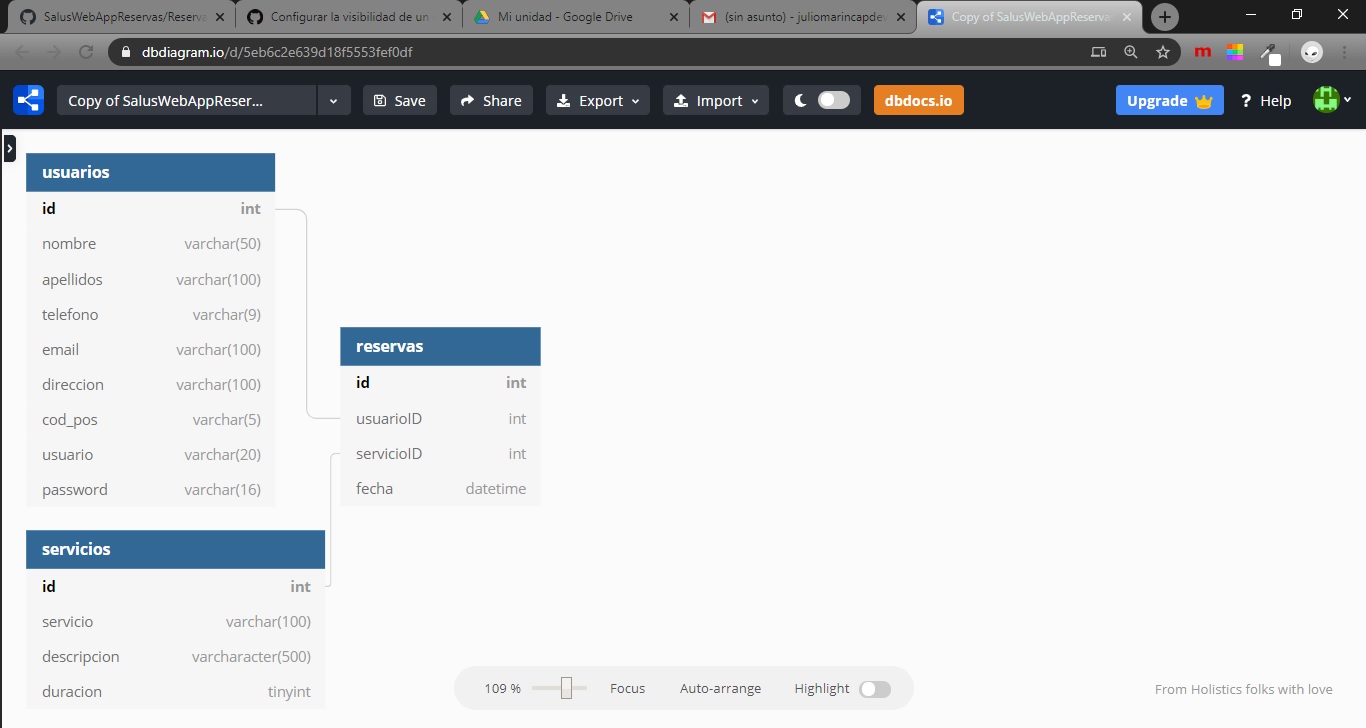 SalusWebAppReservas/Reserva
Configurar la visibilidad de un
Mi unidad - Google Drive
(sin asunto) - juliomarincapdev
Copy of SalusWebAppReserva
dbdiagram.io/d/5eb6c2e639d18f5553fef0df
m
Copy of SalusWebAppReser...
Save
Share
Export
Import
dbdocs.io
Upgrade
? Help
usuarios
id int
nombre varchar(50)
apellidos varchar(100)
telefono varchar(9)
email varchar(100)
direccion varchar(100)
cod_pos varchar(5)
usuario varchar(20)
password varchar(16)
reservas
id int
usuarioID int
servicioID int
fecha datetime
servicios
id int
servicio varchar(100)
descripcion varcharacter(500)
duracion tinyint
109 % Focus Auto-arrange Highlight
From Holistics folks with love